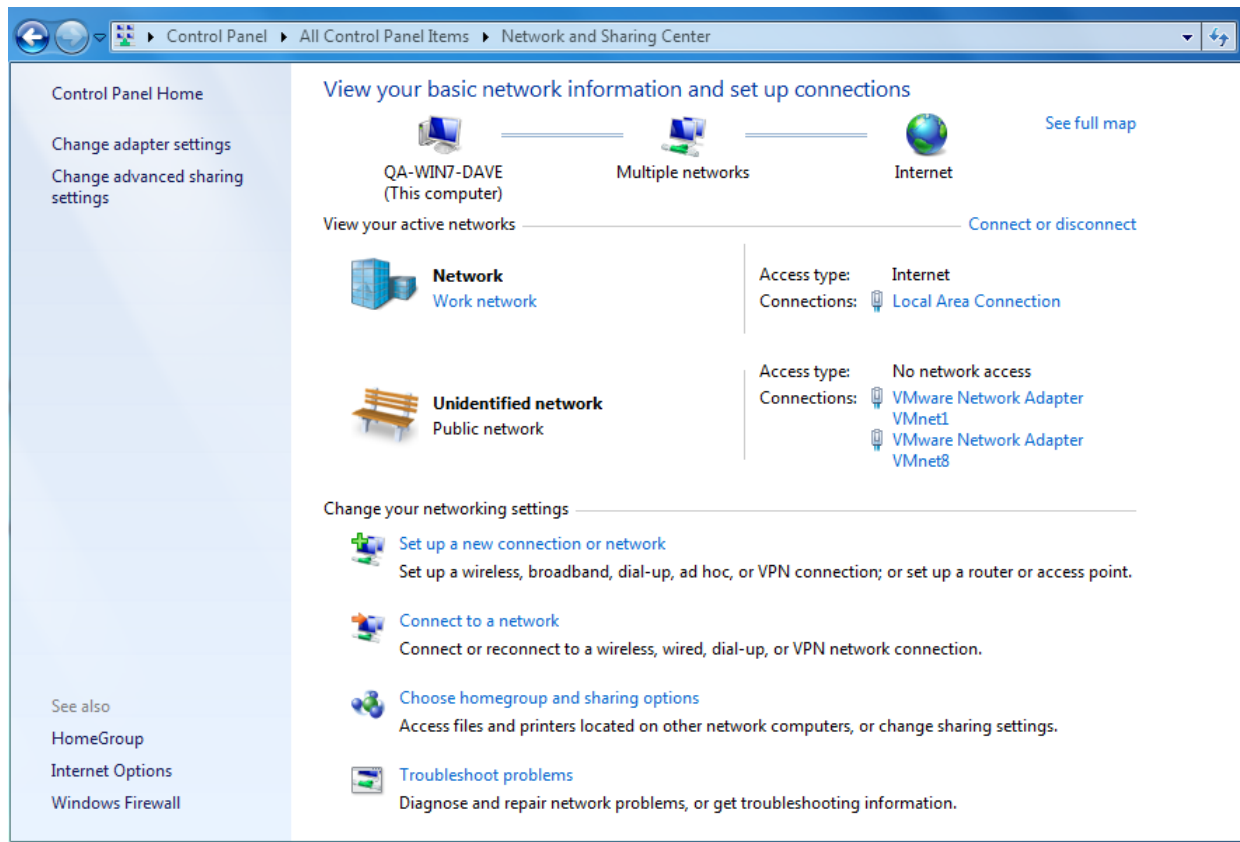 Control Panel ▸ All Control Panel Items ▸ Network and Sharing Center
Control Panel Home
Change adapter settings
Change advanced sharing
settings
See also
HomeGroup
Internet Options
Windows Firewall
View your basic network information and set up connections
See full map
QA-WIN7-DAVE
(This computer)
Multiple networks
Internet
View your active networks
Connect or disconnect
Network
Work network
Access type: Internet
Connections: Local Area Connection
Unidentified network
Public network
Access type: No network access
Connections: VMware Network Adapter
VMnet1
VMware Network Adapter
VMnet8
Change your networking settings
Set up a new connection or network
Set up a wireless, broadband, dial-up, ad hoc, or VPN connection; or set up a router or access point.
Connect to a network
Connect or reconnect to a wireless, wired, dial-up, or VPN network connection.
Choose homegroup and sharing options
Access files and printers located on other network computers, or change sharing settings.
Troubleshoot problems
Diagnose and repair network problems, or get troubleshooting information.